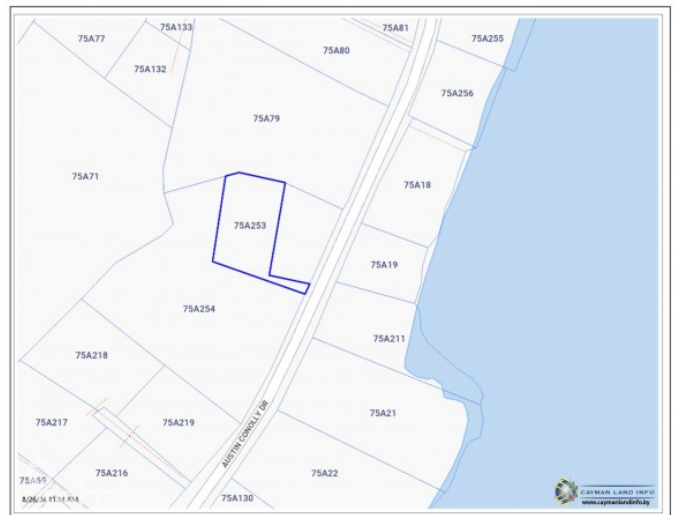 75A133
75A81
75A77
75A80
75A255
75A132
75A256
75A79
75A71
75A18
75A253
75A19
75A254
75A211
75A218
75A21
75A217
75A219
AUSTIN CONOLLY DR
75A216
75A22
75A130
CAYMAN LAND INFO
www.caymanlandinfo.ky